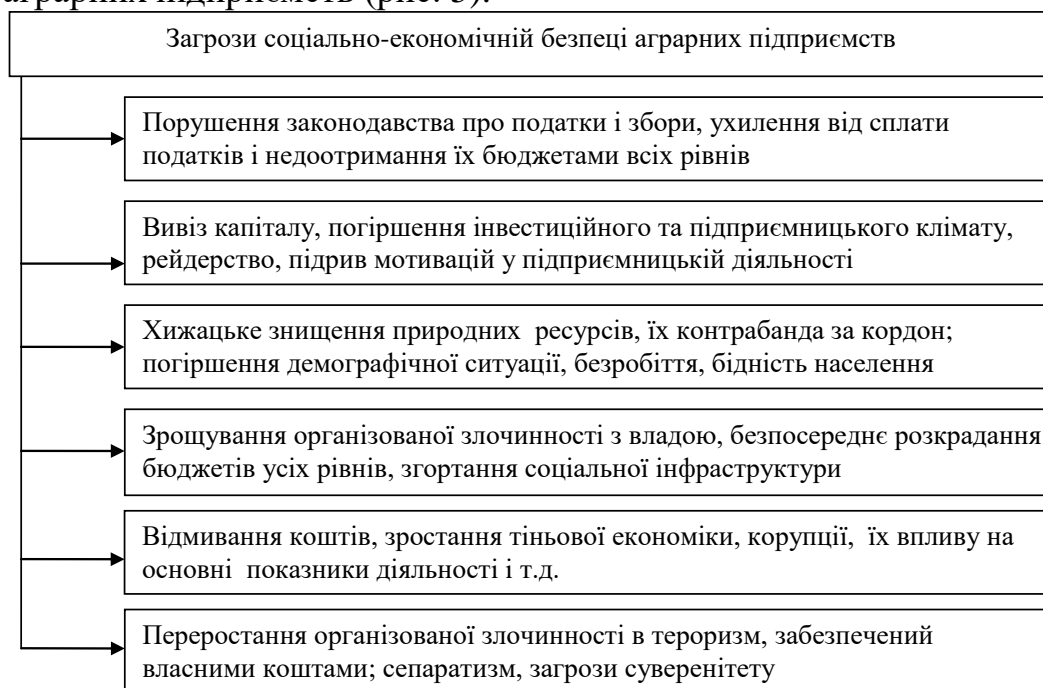 аграрних підприємств (рис. 3).
Загрози соціально-економічній безпеці аграрних підприємств
Порушення законодавства про податки і збори, ухилення від сплати
податків і недоотримання їх бюджетами всіх рівнів
Вивіз капіталу, погіршення інвестиційного та підприємницького клімату,
рейдерство, підрив мотивацій у підприємницькій діяльності
Хижацьке знищення природних ресурсів, їх контрабанда за кордон;
погіршення демографічної ситуації, безробіття, бідність населення
Зрощування організованої злочинності з владою, безпосереднє розкрадання
бюджетів усіх рівнів, згортання соціальної інфраструктури
Відмивання коштів, зростання тіньової економіки, корупції, їх впливу на
основні показники діяльності і т.д.
Переростання організованої злочинності в тероризм, забезпечений
власними коштами; сепаратизм, загрози суверенітету